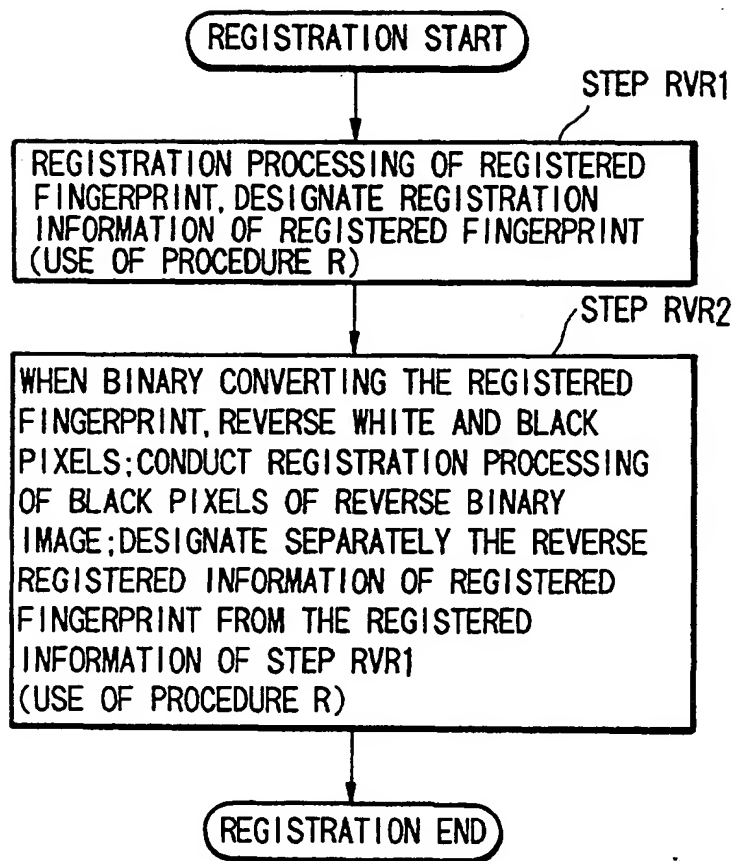 REGISTRATION START
STEP RVR1
REGISTRATION PROCESSING OF REGISTERED
FINGERPRINT, DESIGNATE REGISTRATION
INFORMATION OF REGISTERED FINGERPRINT
(USE OF PROCEDURE R)
STEP RVR2
WHEN BINARY CONVERTING THE REGISTERED
FINGERPRINT, REVERSE WHITE AND BLACK
PIXELS; CONDUCT REGISTRATION PROCESSING
OF BLACK PIXELS OF REVERSE BINARY
IMAGE; DESIGNATE SEPARATELY THE REVERSE
REGISTERED INFORMATION OF REGISTERED
FINGERPRINT FROM THE REGISTERED
INFORMATION OF STEP RVR1
(USE OF PROCEDURE R)
REGISTRATION END